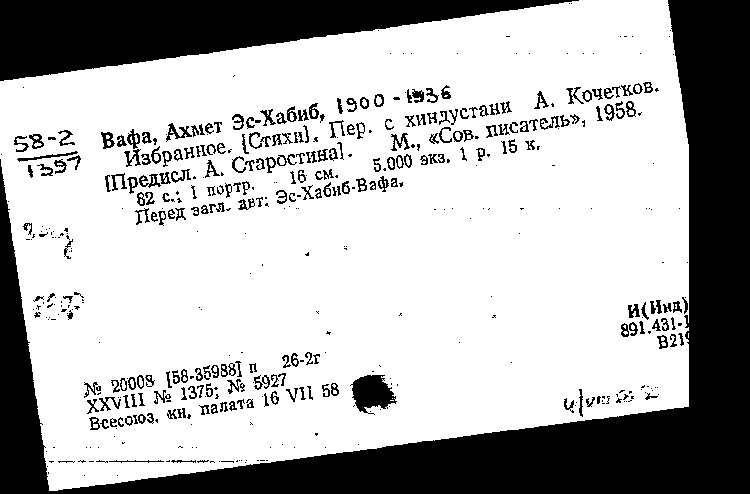 58-2
1357
Вафа, Ахмет Эс-Хабиб, 1900-1936
Избранное. [Стихи]. Пер. с хиндустани А. Кочетков.
[Предисл. А. Старостина]. М., «Сов. писатель», 1958.
82 с.; 1 портр. 16 см. 5.000 экз. 1 р. 15 к.
Перед загл. авт: Эс-Хабиб-Вафа.
И(Инд)
891.431-1
В219
№ 20008 [58-35988] п 26-2г
XXVIII № 1375; № 5927
Всесоюз. кн. палата 16 VII 58